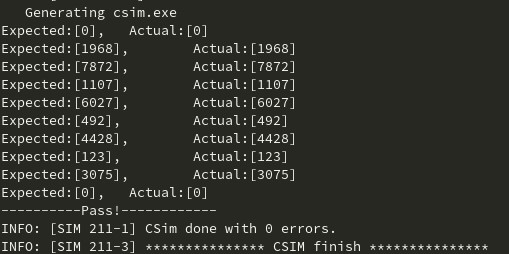 Generating csim.exe
Expected:[0],   Actual:[0]
Expected:[1968],        Actual:[1968]
Expected:[7872],        Actual:[7872]
Expected:[1107],        Actual:[1107]
Expected:[6027],        Actual:[6027]
Expected:[492],         Actual:[492]
Expected:[4428],        Actual:[4428]
Expected:[123],         Actual:[123]
Expected:[3075],        Actual:[3075]
Expected:[0],   Actual:[0]
----------Pass!------------
INFO: [SIM 211-1] CSim done with 0 errors.
INFO: [SIM 211-3] *************** CSIM finish ***************